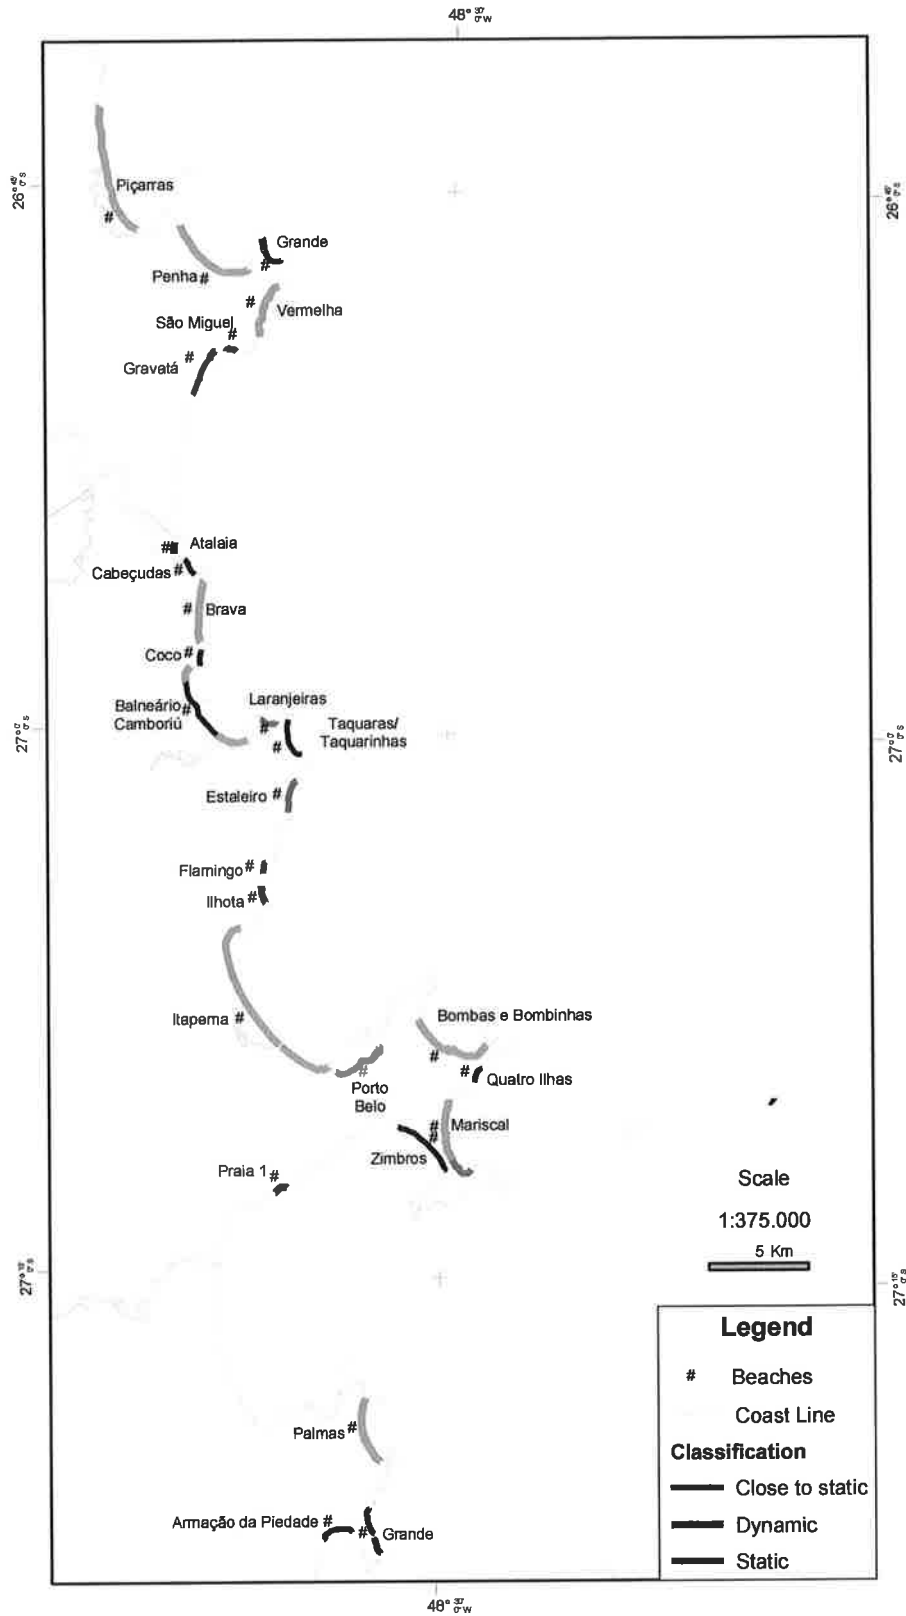 48° 37'
0" W
26° 45'
0" S
26° 45'
0" S
Piçarras
#
Grande
#
Penha #
#
Vermelha
São Miguel
#
#
Gravatá
## Atalaia
Cabeçudas #
# Brava
Coco #
Laranjeiras
#
Balneário
Camboriú #
Taquaras/
Taquarinhas
#
27° 0'
0" S
27° 0'
0" S
Estaleiro #
Flamingo #
Ilhota #
Itapema #
Bombas e Bombinhas
#
#
Quatro Ilhas
#
Porto
Belo
#
#
Mariscal
Zimbros
Praia 1 #
Scale
1:375.000
5 Km
27° 15'
0" S
27° 15'
0" S
Legend
# Beaches
Coast Line
Classification
Close to static
Dynamic
Static
Palmas #
Armação da Piedade #
# Grande
48° 37'
0" W